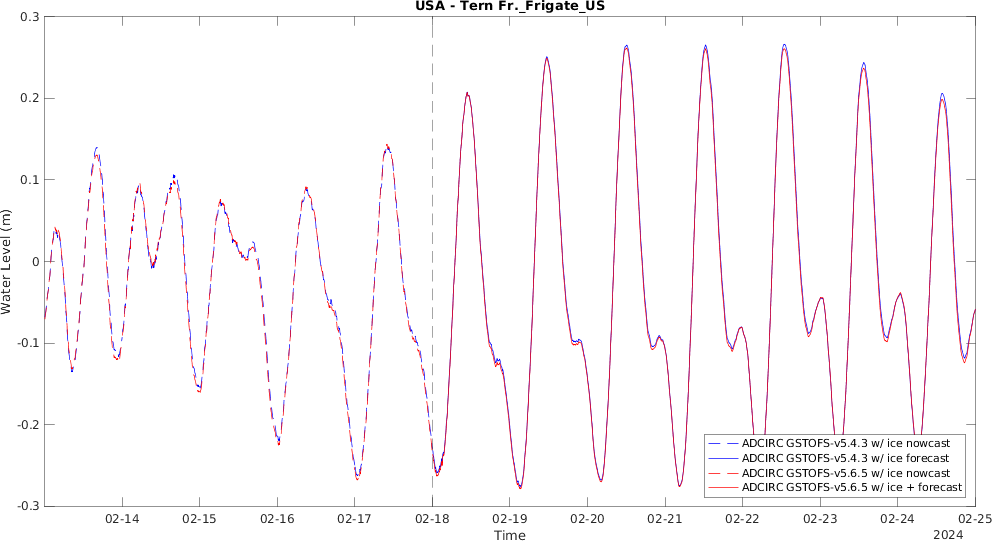 USA - Tern Fr._Frigate_US
Water Level (m)
0.3
0.2
0.1
0
-0.1
-0.2
-0.3
ADCIRC GSTOFS-v5.4.3 w/ ice nowcast
ADCIRC GSTOFS-v5.4.3 w/ ice forecast
ADCIRC GSTOFS-v5.6.5 w/ ice nowcast
ADCIRC GSTOFS-v5.6.5 w/ ice + forecast
02-14 02-15 02-16 02-17 02-18 02-19 02-20 02-21 02-22 02-23 02-24 02-25
Time
2024